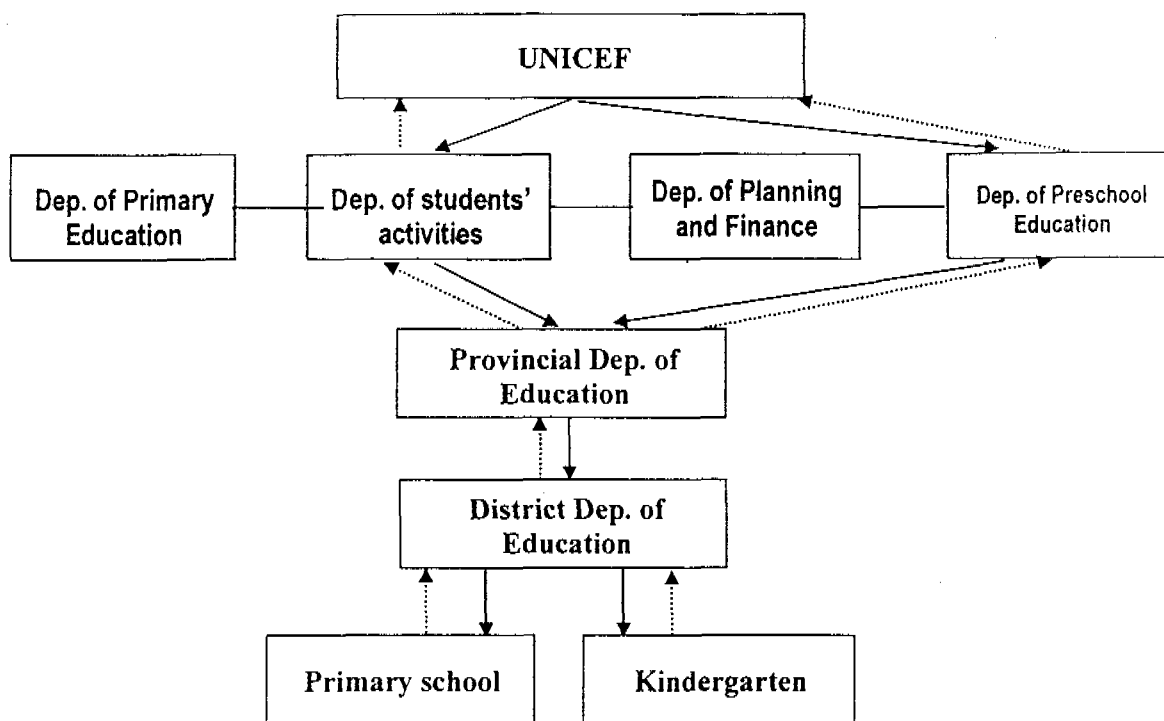 UNICEF
Dep. of Primary
Education
Dep. of students'
activities
Dep. of Planning
and Finance
Dep. of Preschool
Education
Provincial Dep. of
Education
District Dep. of
Education
Primary school
Kindergarten